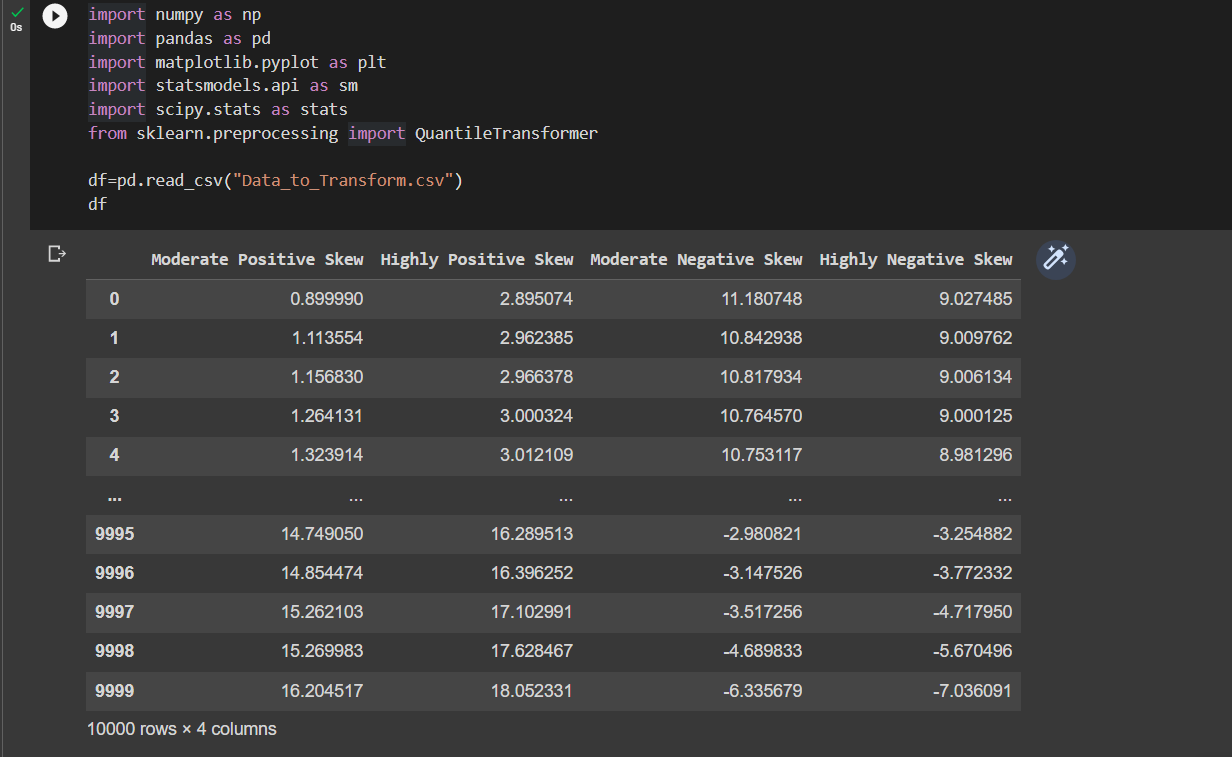 0s
import numpy as np
import pandas as pd
import matplotlib.pyplot as plt
import statsmodels.api as sm
import scipy.stats as stats
from sklearn.preprocessing import QuantileTransformer
df=pd.read_csv("Data_to_Transform.csv")
df
Moderate Positive Skew Highly Positive Skew Moderate Negative Skew Highly Negative Skew
0 0.899990 2.895074 11.180748 9.027485
1 1.113554 2.962385 10.842938 9.009762
2 1.156830 2.966378 10.817934 9.006134
3 1.264131 3.000324 10.764570 9.000125
4 1.323914 3.012109 10.753117 8.981296
... ... ... ... ...
9995 14.749050 16.289513 -2.980821 -3.254882
9996 14.854474 16.396252 -3.147526 -3.772332
9997 15.262103 17.102991 -3.517256 -4.717950
9998 15.269983 17.628467 -4.689833 -5.670496
9999 16.204517 18.052331 -6.335679 -7.036091
10000 rows × 4 columns